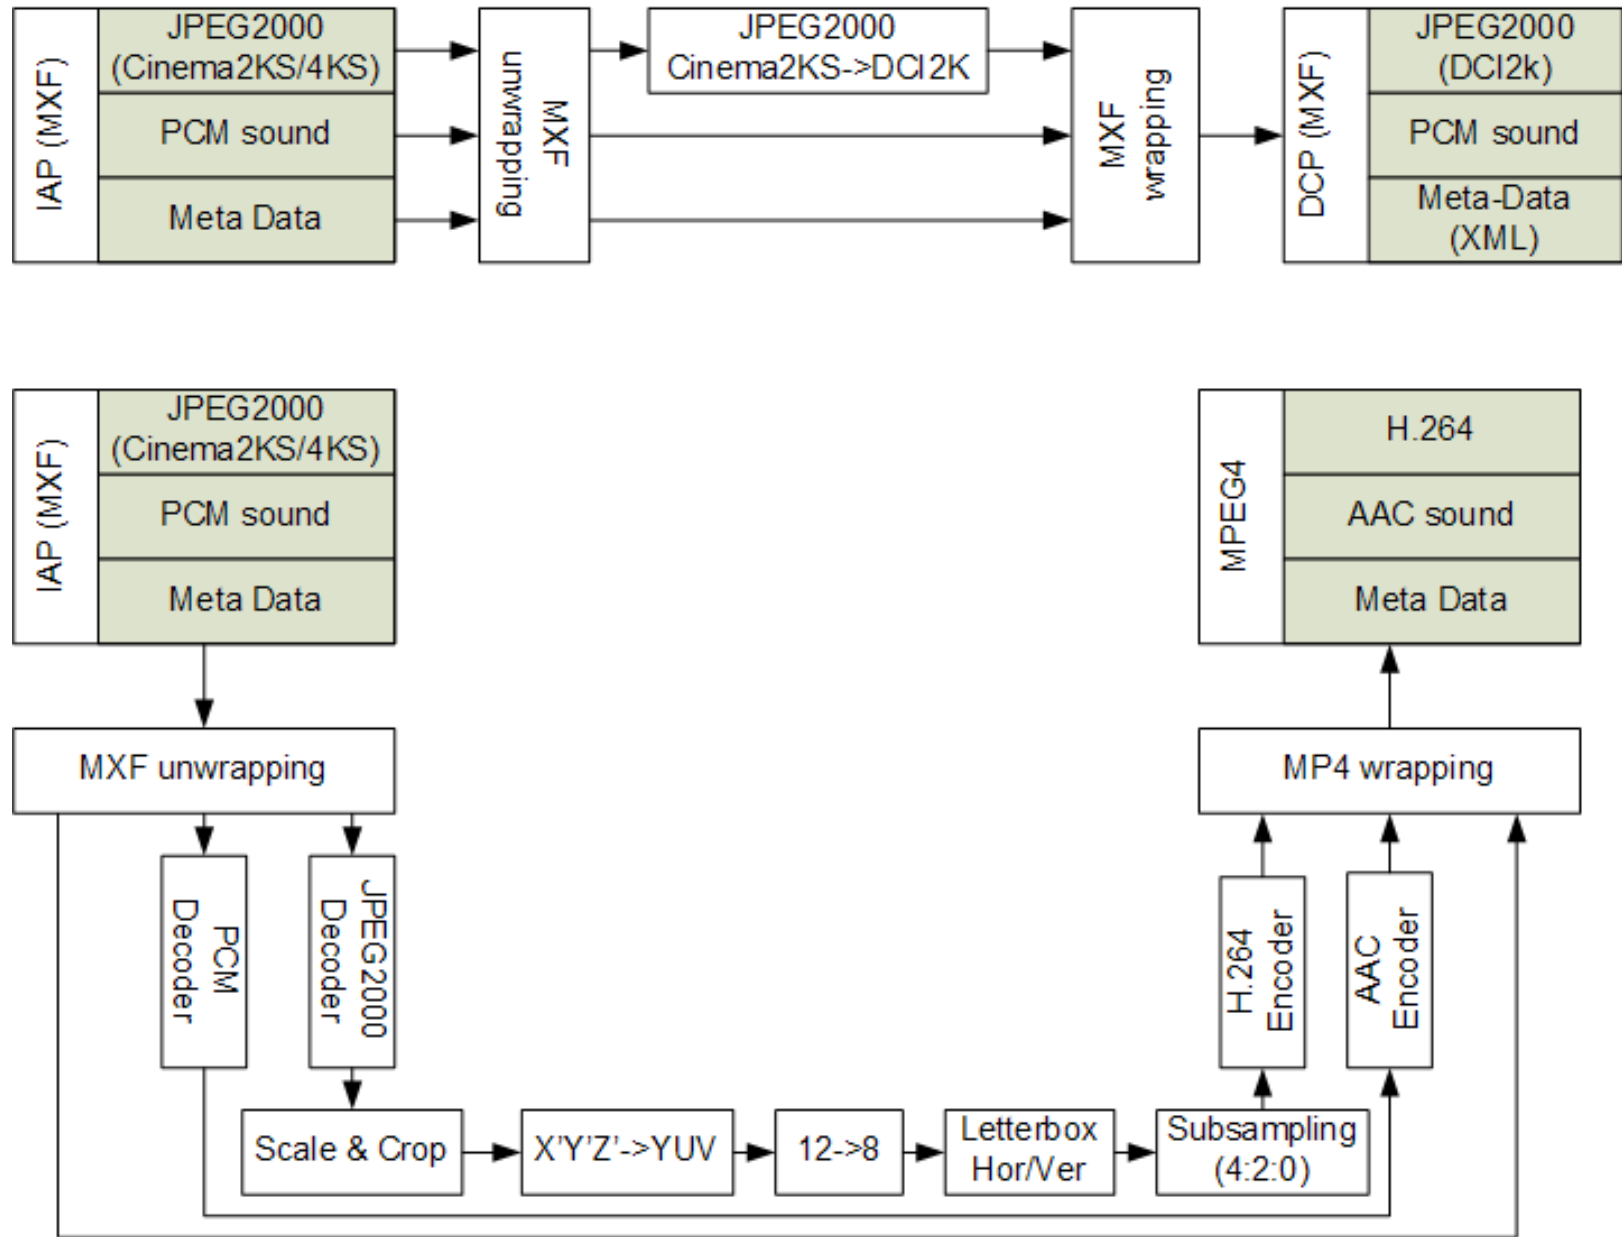 IAP (MXF)
JPEG2000
(Cinema2KS/4KS)
PCM sound
Meta Data
MXF
unwrapping
JPEG2000
Cinema2KS->DCI2K
MXF
wrapping
DCP (MXF)
JPEG2000
(DCI2k)
PCM sound
Meta-Data
(XML)
IAP (MXF)
JPEG2000
(Cinema2KS/4KS)
PCM sound
Meta Data
MPEG4
H.264
AAC sound
Meta Data
MXF unwrapping
MP4 wrapping
PCM
Decoder
JPEG2000
Decoder
H.264
Encoder
AAC
Encoder
Scale & Crop
X'Y'Z'->YUV
12->8
Letterbox
Hor/Ver
Subsampling
(4:2:0)